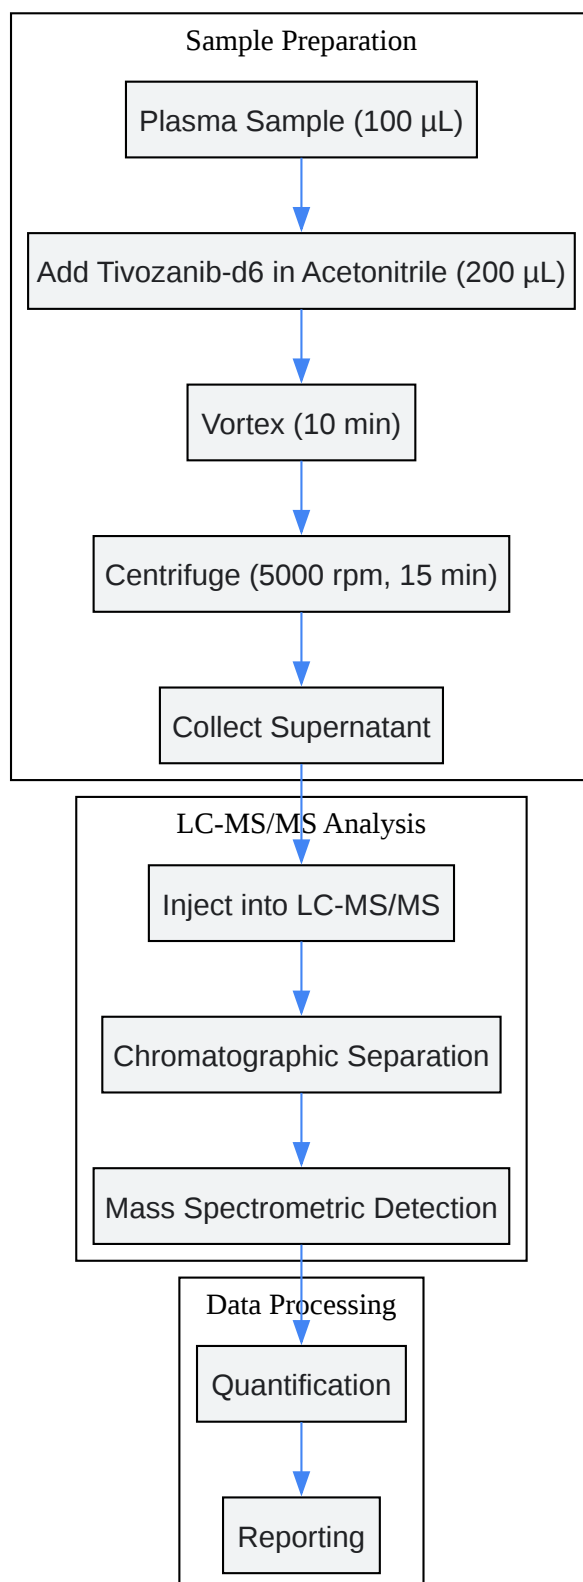 Sample Preparation
Plasma Sample (100 µL)
Add Tivozanib-d6 in Acetonitrile (200 µL)
Vortex (10 min)
Centrifuge (5000 rpm, 15 min)
Collect Supernatant
LC-MS/MS Analysis
Inject into LC-MS/MS
Chromatographic Separation
Mass Spectrometric Detection
Data Processing
Quantification
Reporting